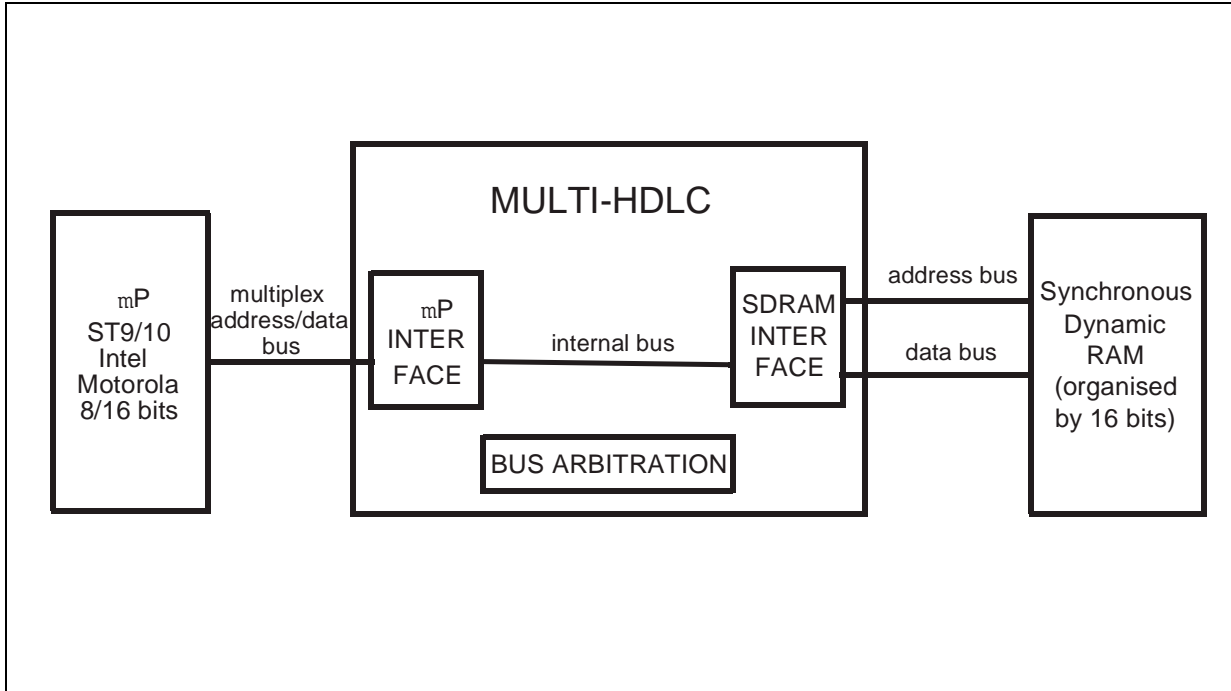 MULTI-HDLC
mP
ST9/10
Intel
Motorola
8/16 bits
multiplex
address/data
bus
mP
INTER
FACE
internal bus
SDRAM
INTER
FACE
BUS ARBITRATION
address bus
data bus
Synchronous
Dynamic
RAM
(organised
by 16 bits)